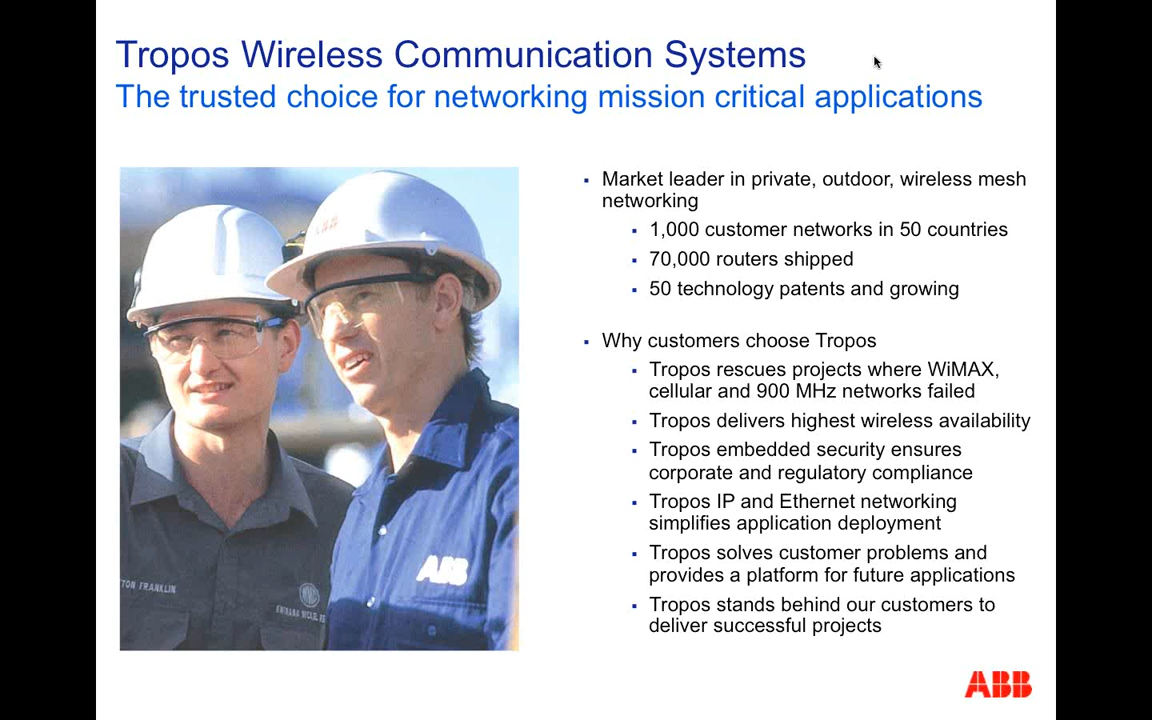 Tropos Wireless Communication Systems
The trusted choice for networking mission critical applications
▪ Market leader in private, outdoor, wireless mesh
networking
▪ 1,000 customer networks in 50 countries
▪ 70,000 routers shipped
▪ 50 technology patents and growing
▪ Why customers choose Tropos
▪ Tropos rescues projects where WiMAX,
cellular and 900 MHz networks failed
▪ Tropos delivers highest wireless availability
▪ Tropos embedded security ensures
corporate and regulatory compliance
▪ Tropos IP and Ethernet networking
simplifies application deployment
▪ Tropos solves customer problems and
provides a platform for future applications
▪ Tropos stands behind our customers to
deliver successful projects
ABB
ABB
FRANKLIN
ABB